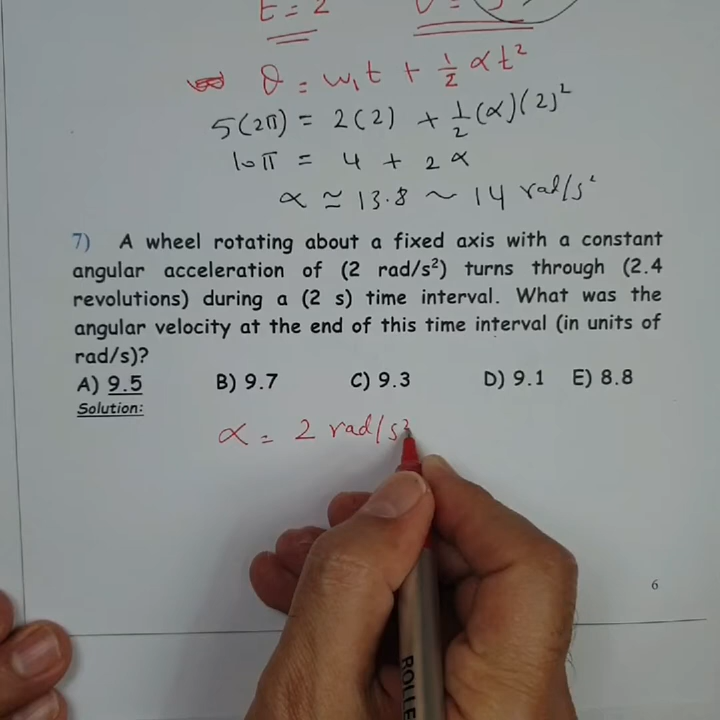 t = 2
θ = ω₁t + 1/2 αt²
5(2π) = 2(2) + 1/2 (α)(2)²
10π = 4 + 2α
α ≃ 13.8 ~ 14 rad/s²
7) A wheel rotating about a fixed axis with a constant
angular acceleration of (2 rad/s²) turns through (2.4
revolutions) during a (2 s) time interval. What was the
angular velocity at the end of this time interval (in units of
rad/s)?
A) 9.5 B) 9.7 C) 9.3 D) 9.1 E) 8.8
Solution:
α = 2 rad/s²
6
ROLLE